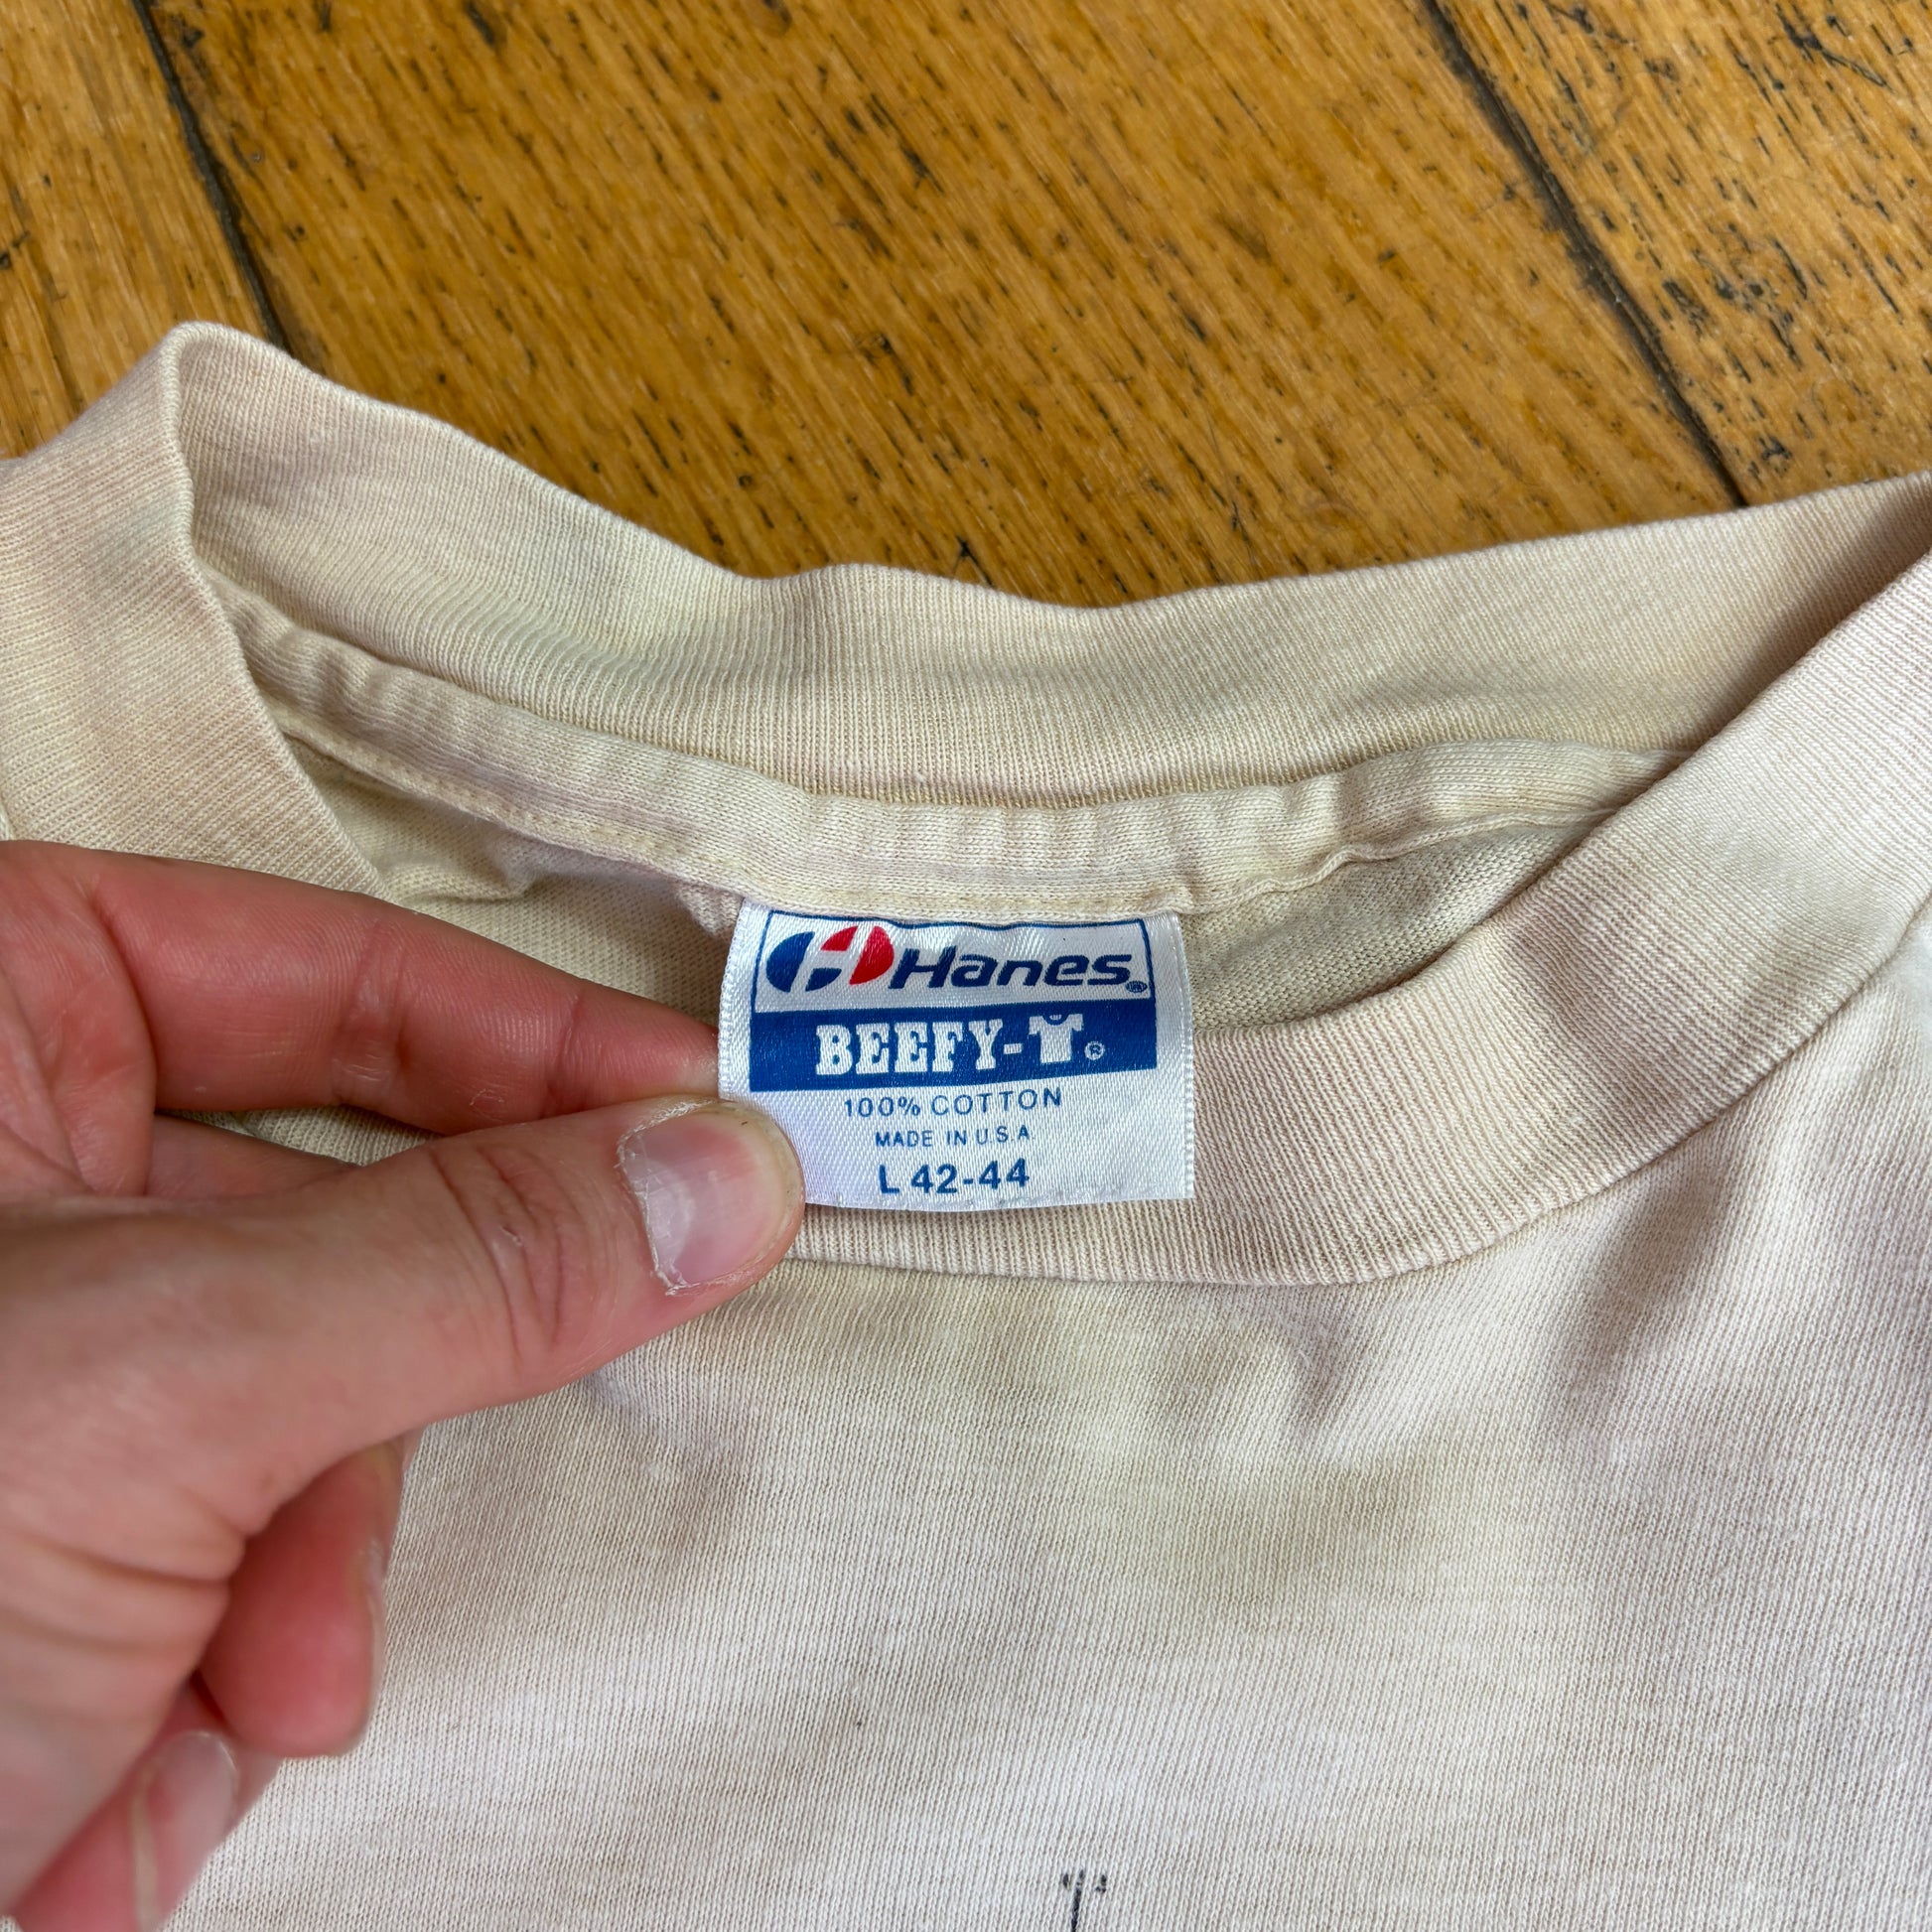 Hanes®
BEEFY-T®
100% COTTON
MADE IN U.S.A
L 42-44